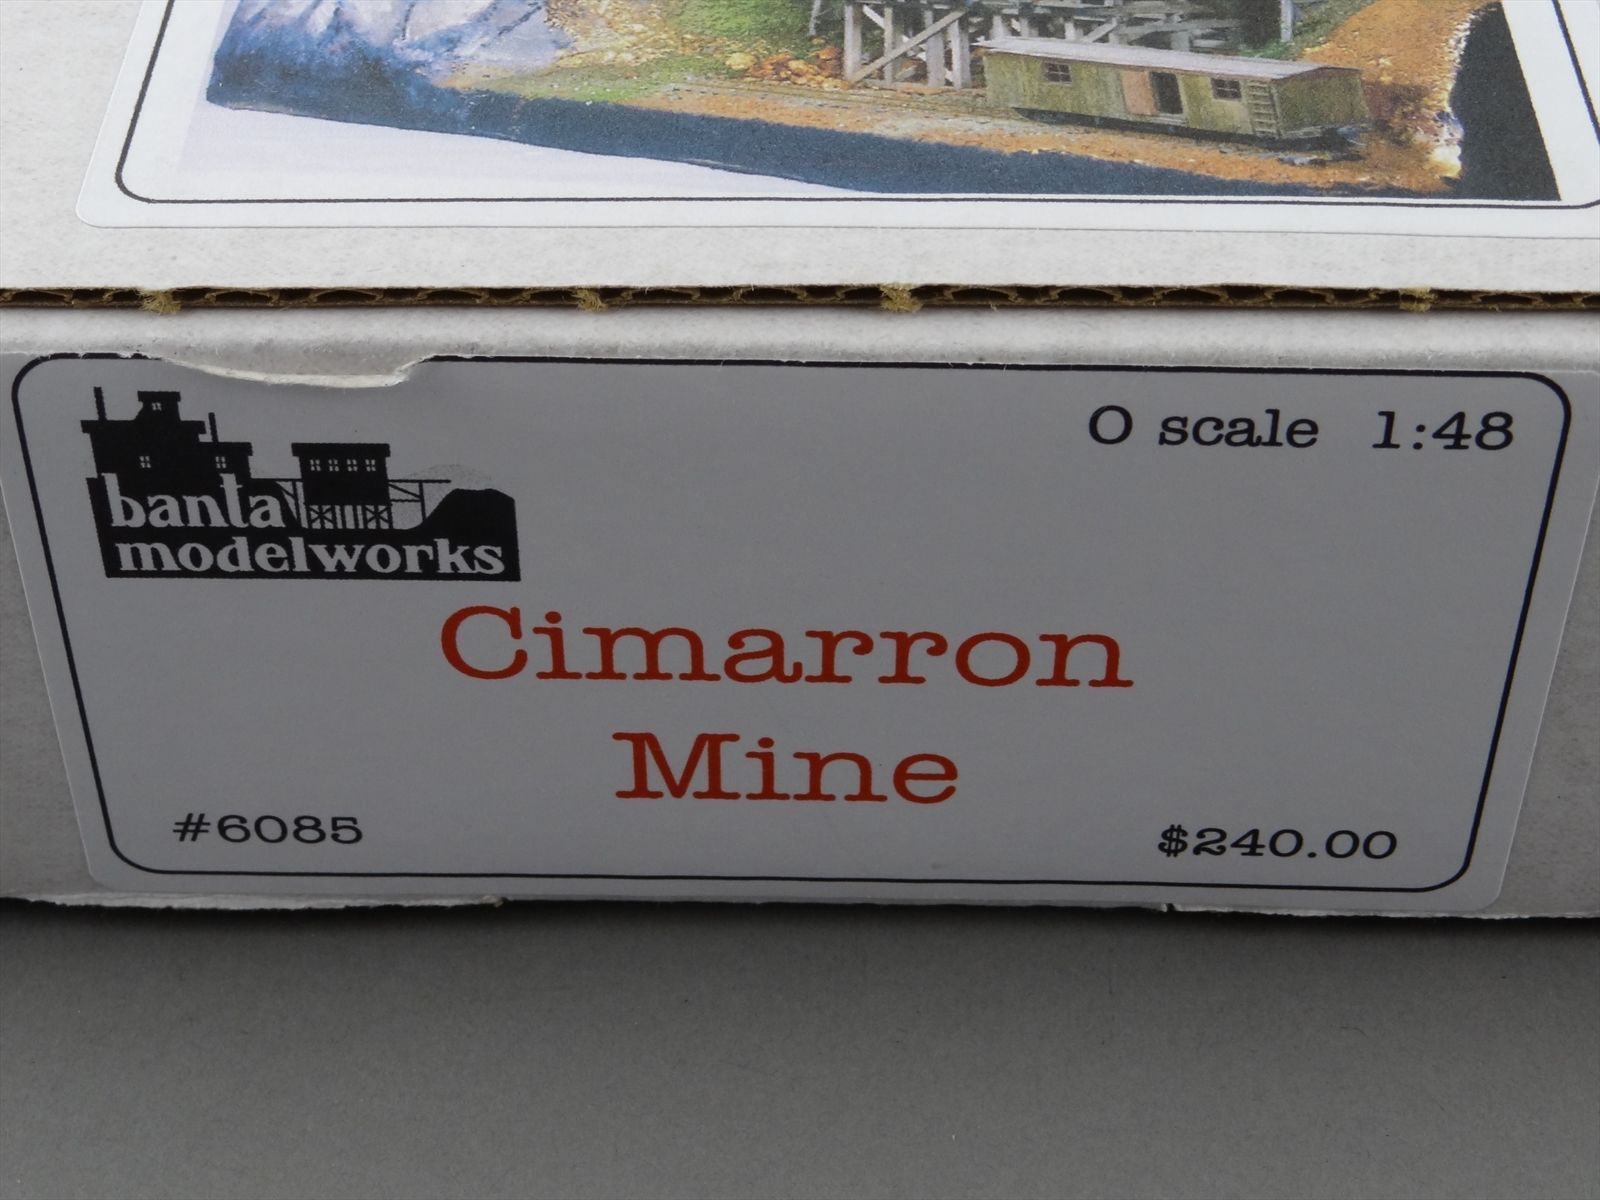 O scale 1:48
banta
modelworks
Cimarron
Mine
#6085
$240.00